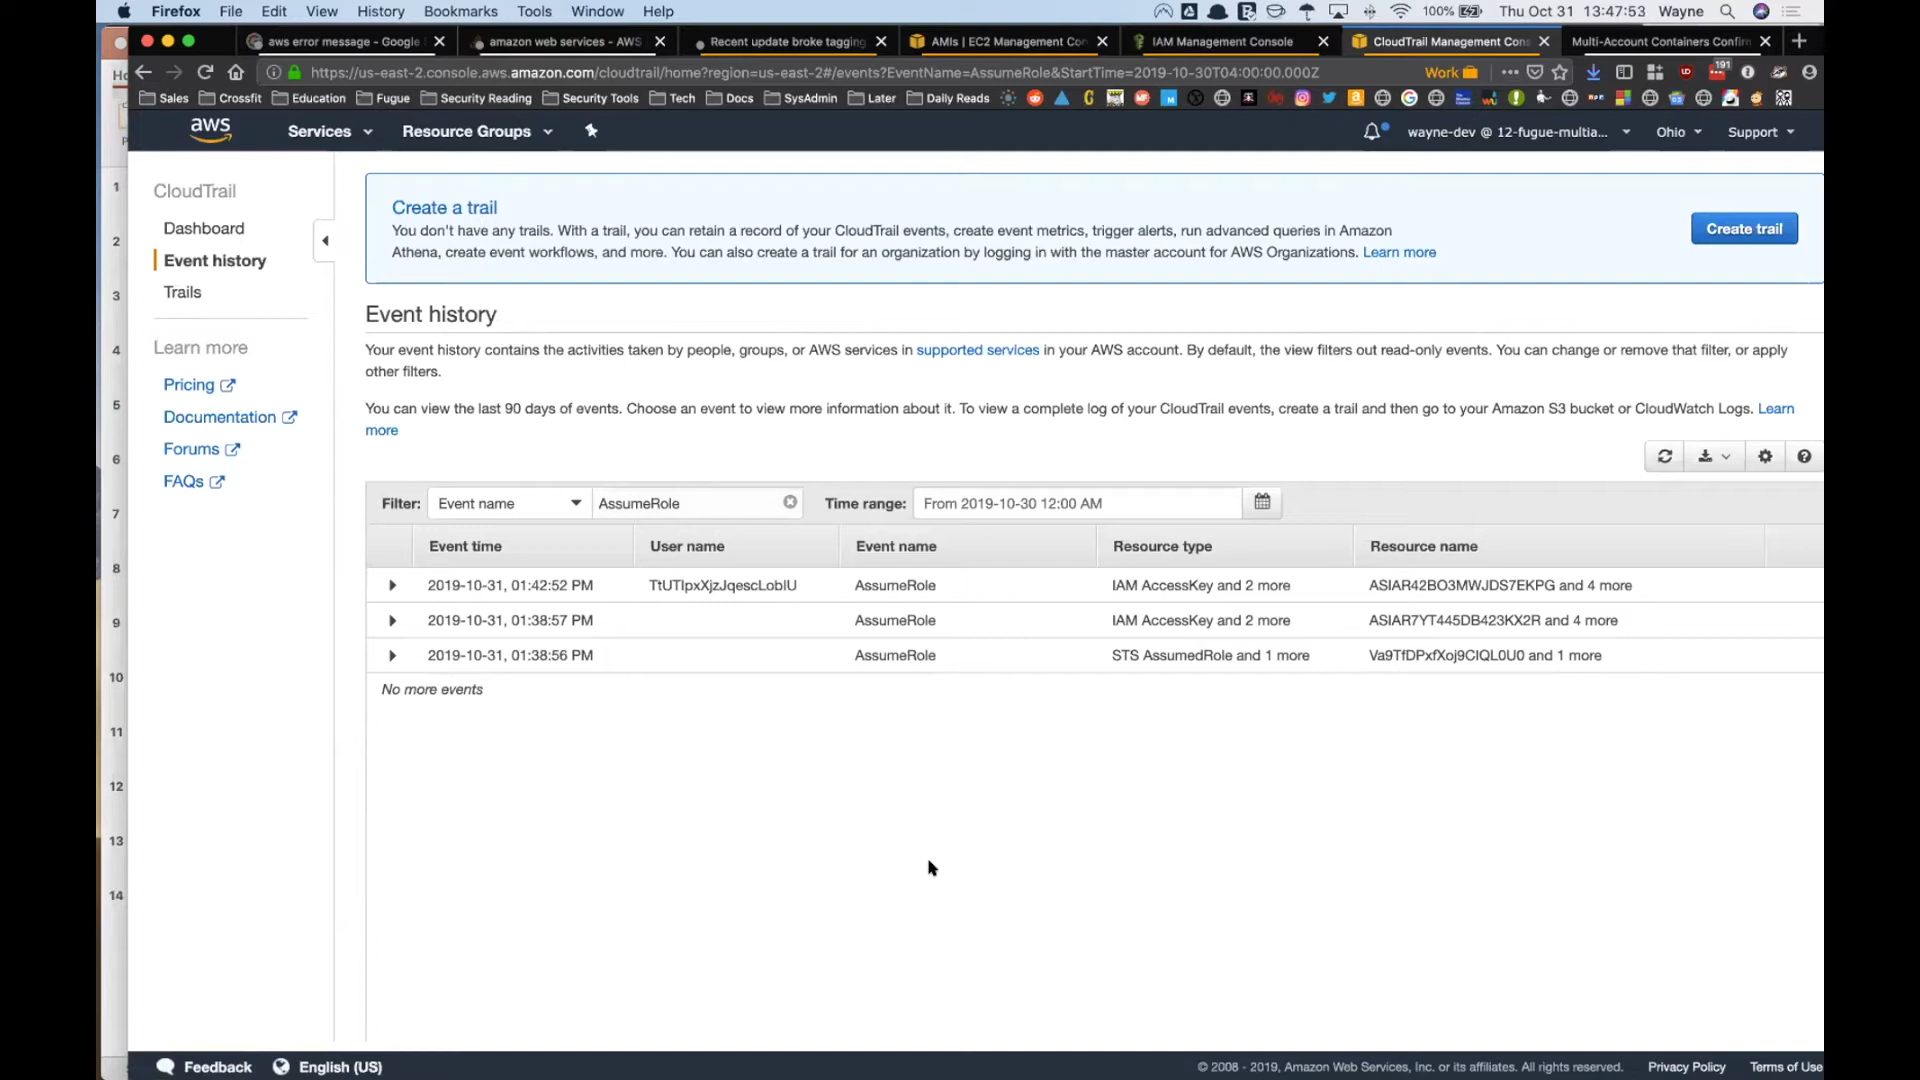 Firefox File Edit View History Bookmarks Tools Window Help 100% Thu Oct 31 13:47:53 Wayne
aws error message - Google amazon web services - AWS Recent update broke tagging AMIs | EC2 Management Con IAM Management Console CloudTrail Management Cons Multi-Account Containers Confirm
https://us-east-2.console.aws.amazon.com/cloudtrail/home?region=us-east-2#/events?EventName=AssumeRole&StartTime=2019-10-30T04:00:00.000Z Work 191
Sales Crossfit Education Fugue Security Reading Security Tools Tech Docs SysAdmin Later Daily Reads
aws Services Resource Groups wayne-dev @ 12-fugue-multia... Ohio Support
CloudTrail
Dashboard
Event history
Trails
Learn more
Pricing
Documentation
Forums
FAQs
Create a trail
You don't have any trails. With a trail, you can retain a record of your CloudTrail events, create event metrics, trigger alerts, run advanced queries in Amazon
Athena, create event workflows, and more. You can also create a trail for an organization by logging in with the master account for AWS Organizations. Learn more
Create trail
Event history
Your event history contains the activities taken by people, groups, or AWS services in supported services in your AWS account. By default, the view filters out read-only events. You can change or remove that filter, or apply
other filters.
You can view the last 90 days of events. Choose an event to view more information about it. To view a complete log of your CloudTrail events, create a trail and then go to your Amazon S3 bucket or CloudWatch Logs. Learn
more
Filter: Event name AssumeRole Time range: From 2019-10-30 12:00 AM
Event time User name Event name Resource type Resource name
2019-10-31, 01:42:52 PM TtUTIpxXjzJqescLobIU AssumeRole IAM AccessKey and 2 more ASIAR42BO3MWJDS7EKPG and 4 more
2019-10-31, 01:38:57 PM AssumeRole IAM AccessKey and 2 more ASIAR7YT445DB423KX2R and 4 more
2019-10-31, 01:38:56 PM AssumeRole STS AssumedRole and 1 more Va9TfDPxfXoj9CIQL0U0 and 1 more
No more events
1
2
3
4
5
6
7
8
9
10
11
12
13
14
Feedback English (US) © 2008 - 2019, Amazon Web Services, Inc. or its affiliates. All rights reserved. Privacy Policy Terms of Use